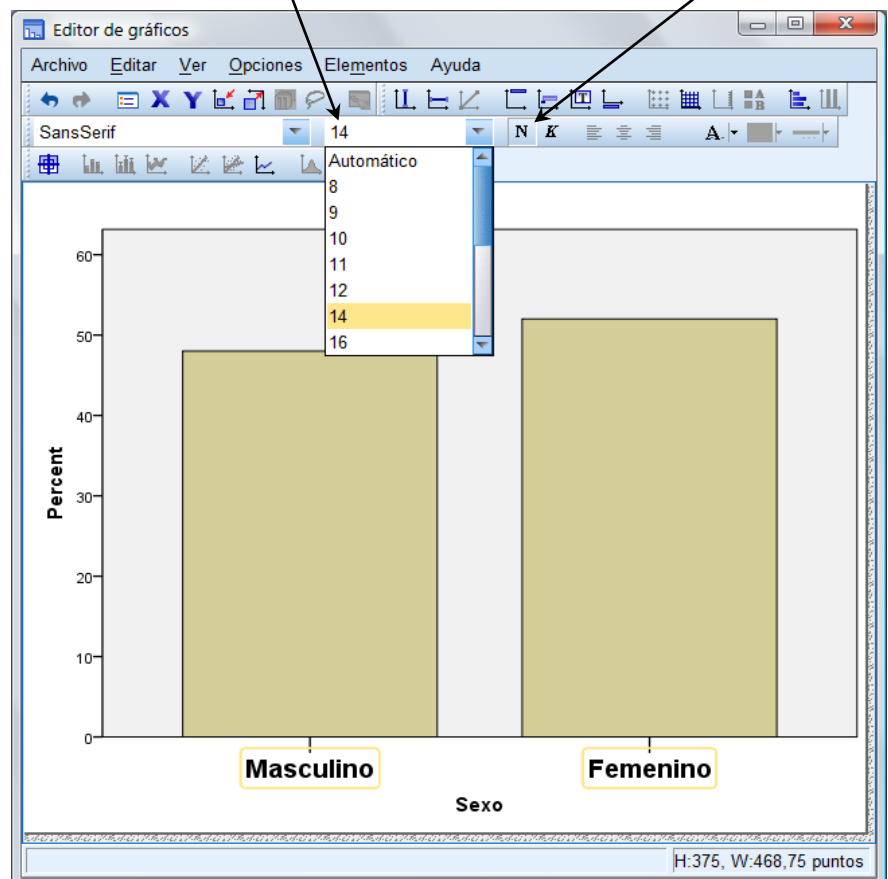 Editor de gráficos
Archivo Editar Ver Opciones Elementos Ayuda
X Y
SansSerif 14 N K A
Automático
8
9
10
11
12
14
16
60
50
40
30
20
10
0
Percent
Masculino Femenino
Sexo
H:375, W:468,75 puntos